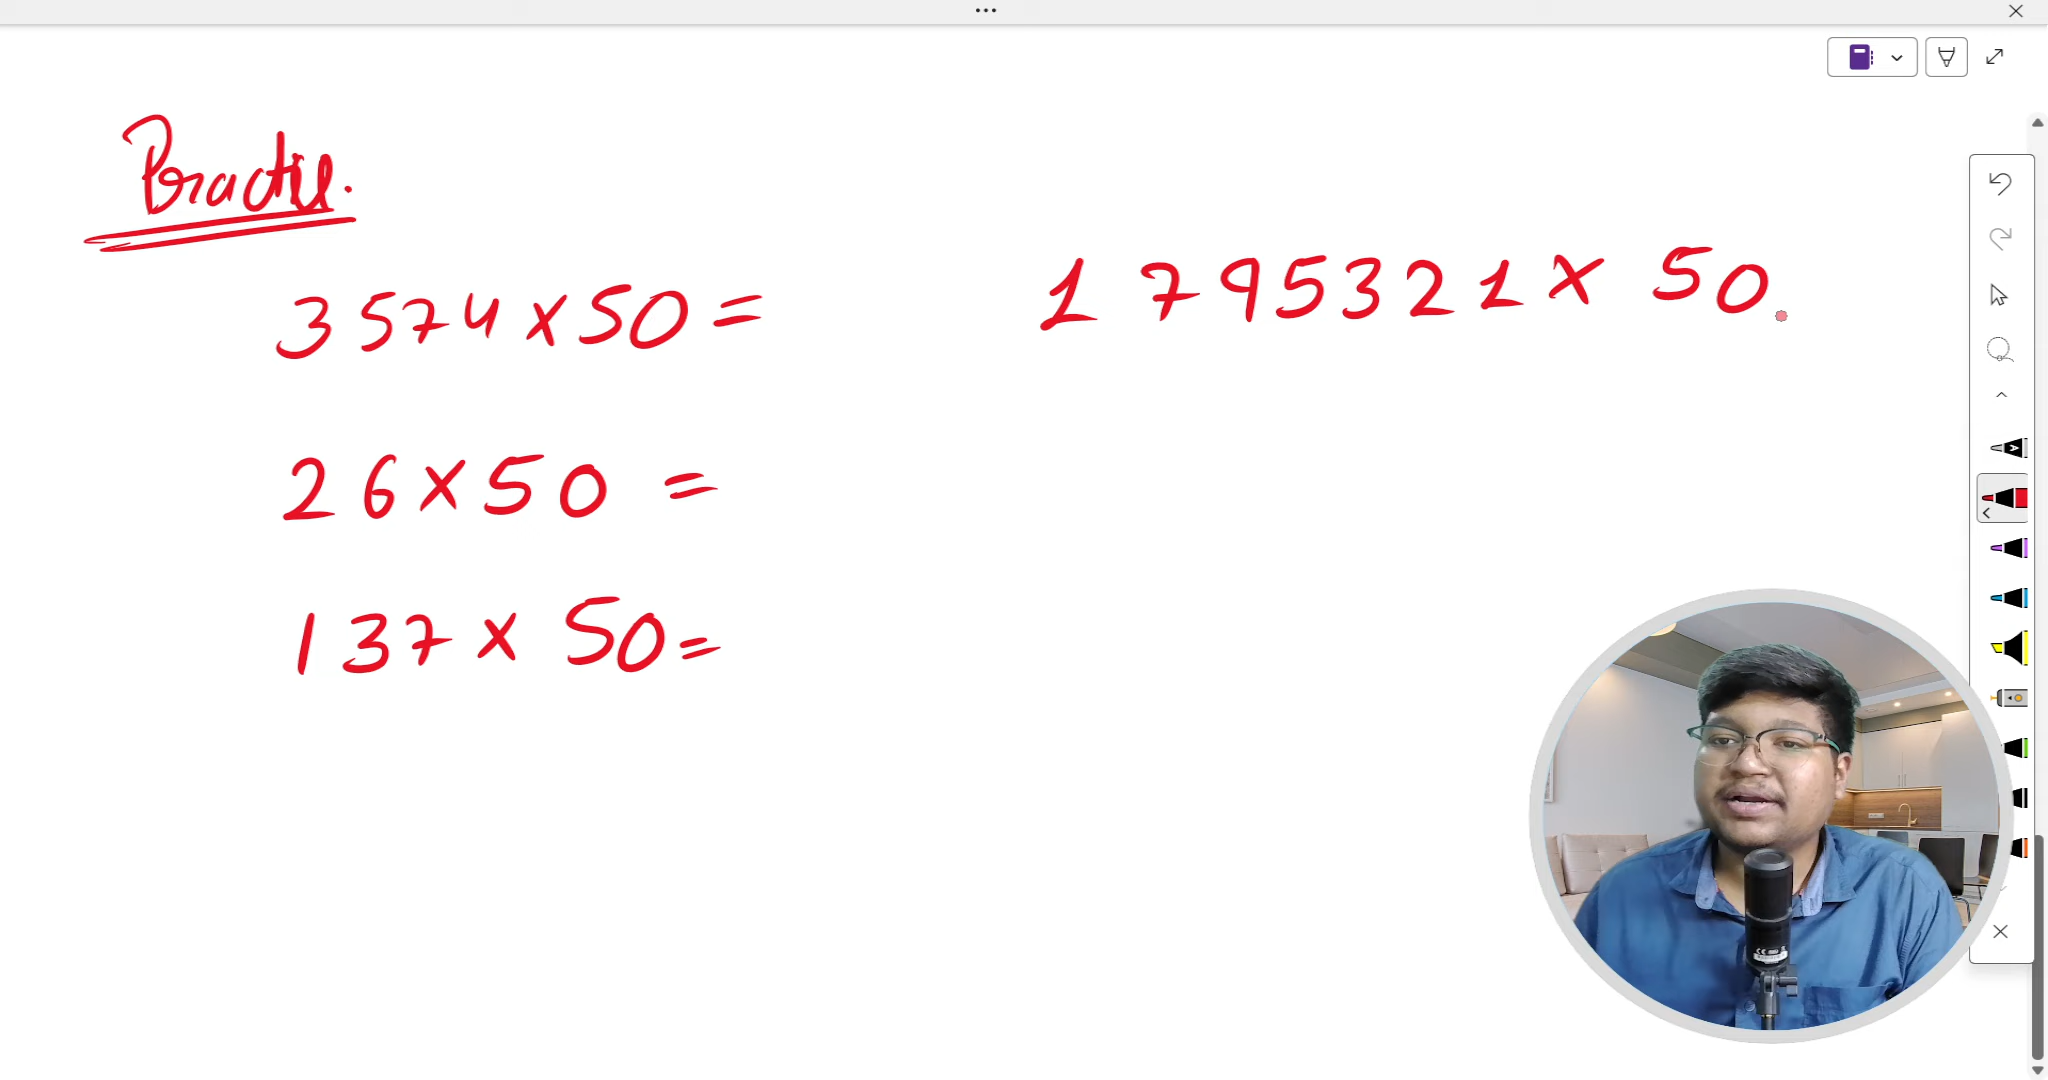 Practice.
3574 × 50 =
26 × 50 =
137 × 50 =
1795321 × 50